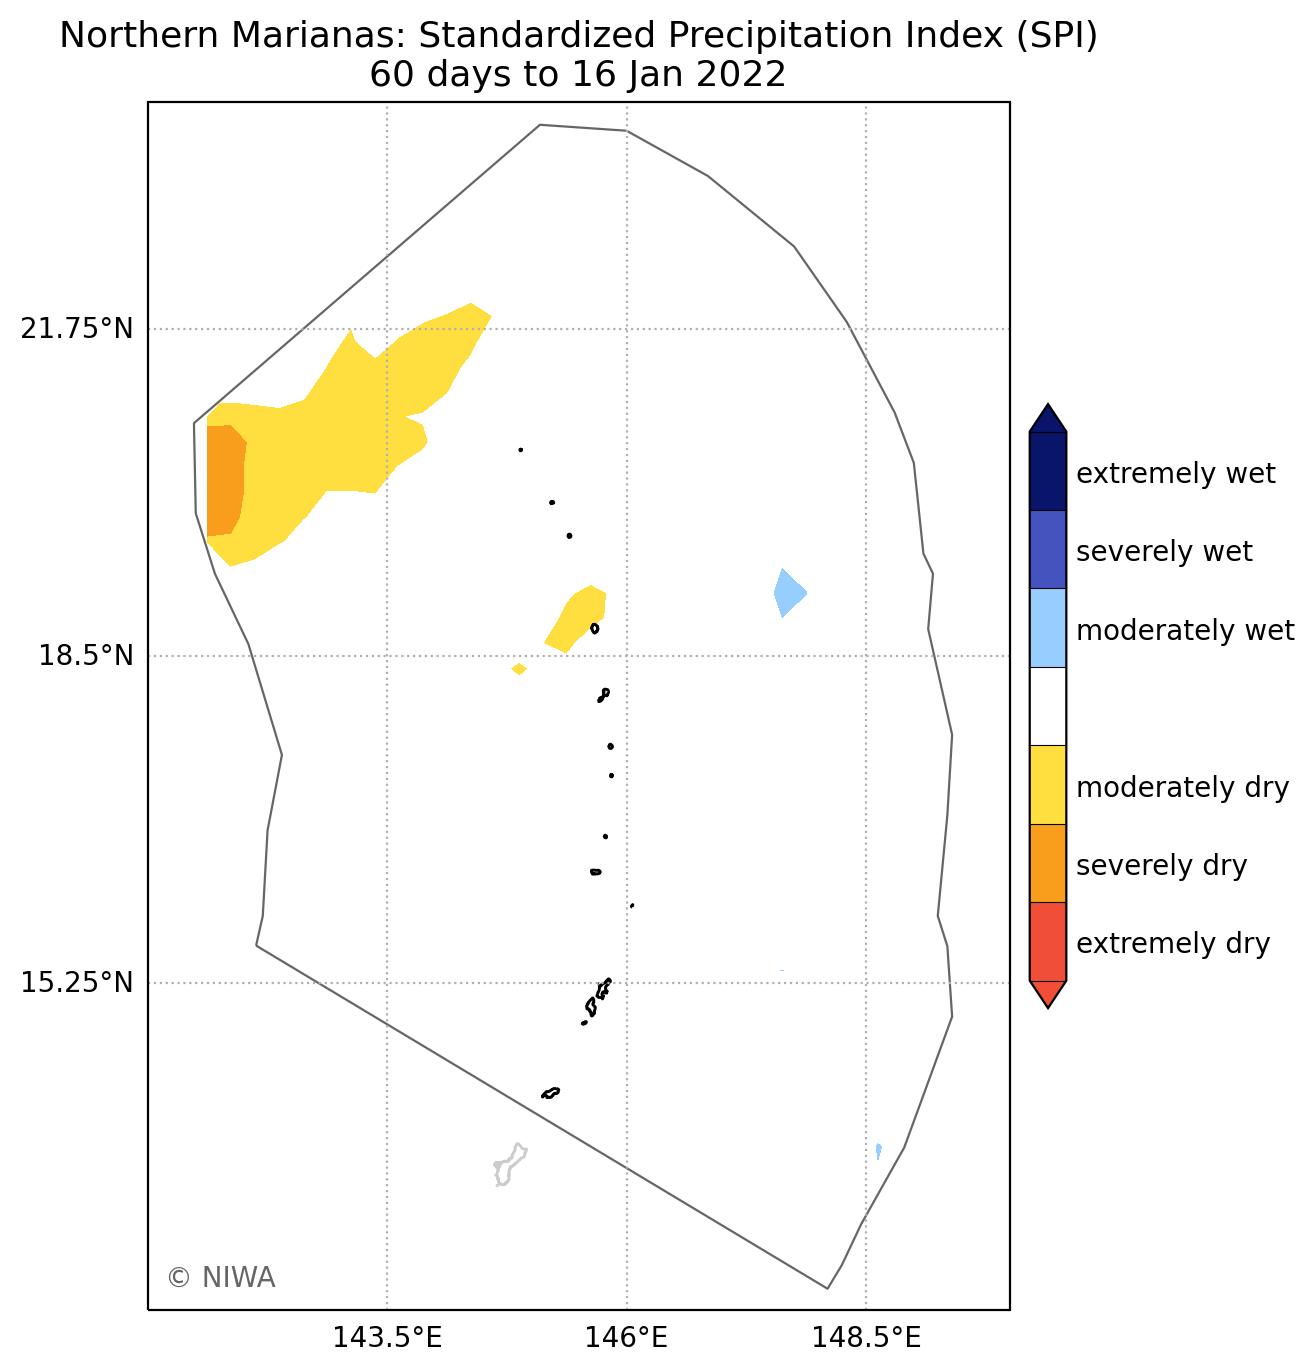 Northern Marianas: Standardized Precipitation Index (SPI)
60 days to 16 Jan 2022
21.75°N
18.5°N
15.25°N
143.5°E
146°E
148.5°E
extremely wet
severely wet
moderately wet
moderately dry
severely dry
extremely dry
© NIWA